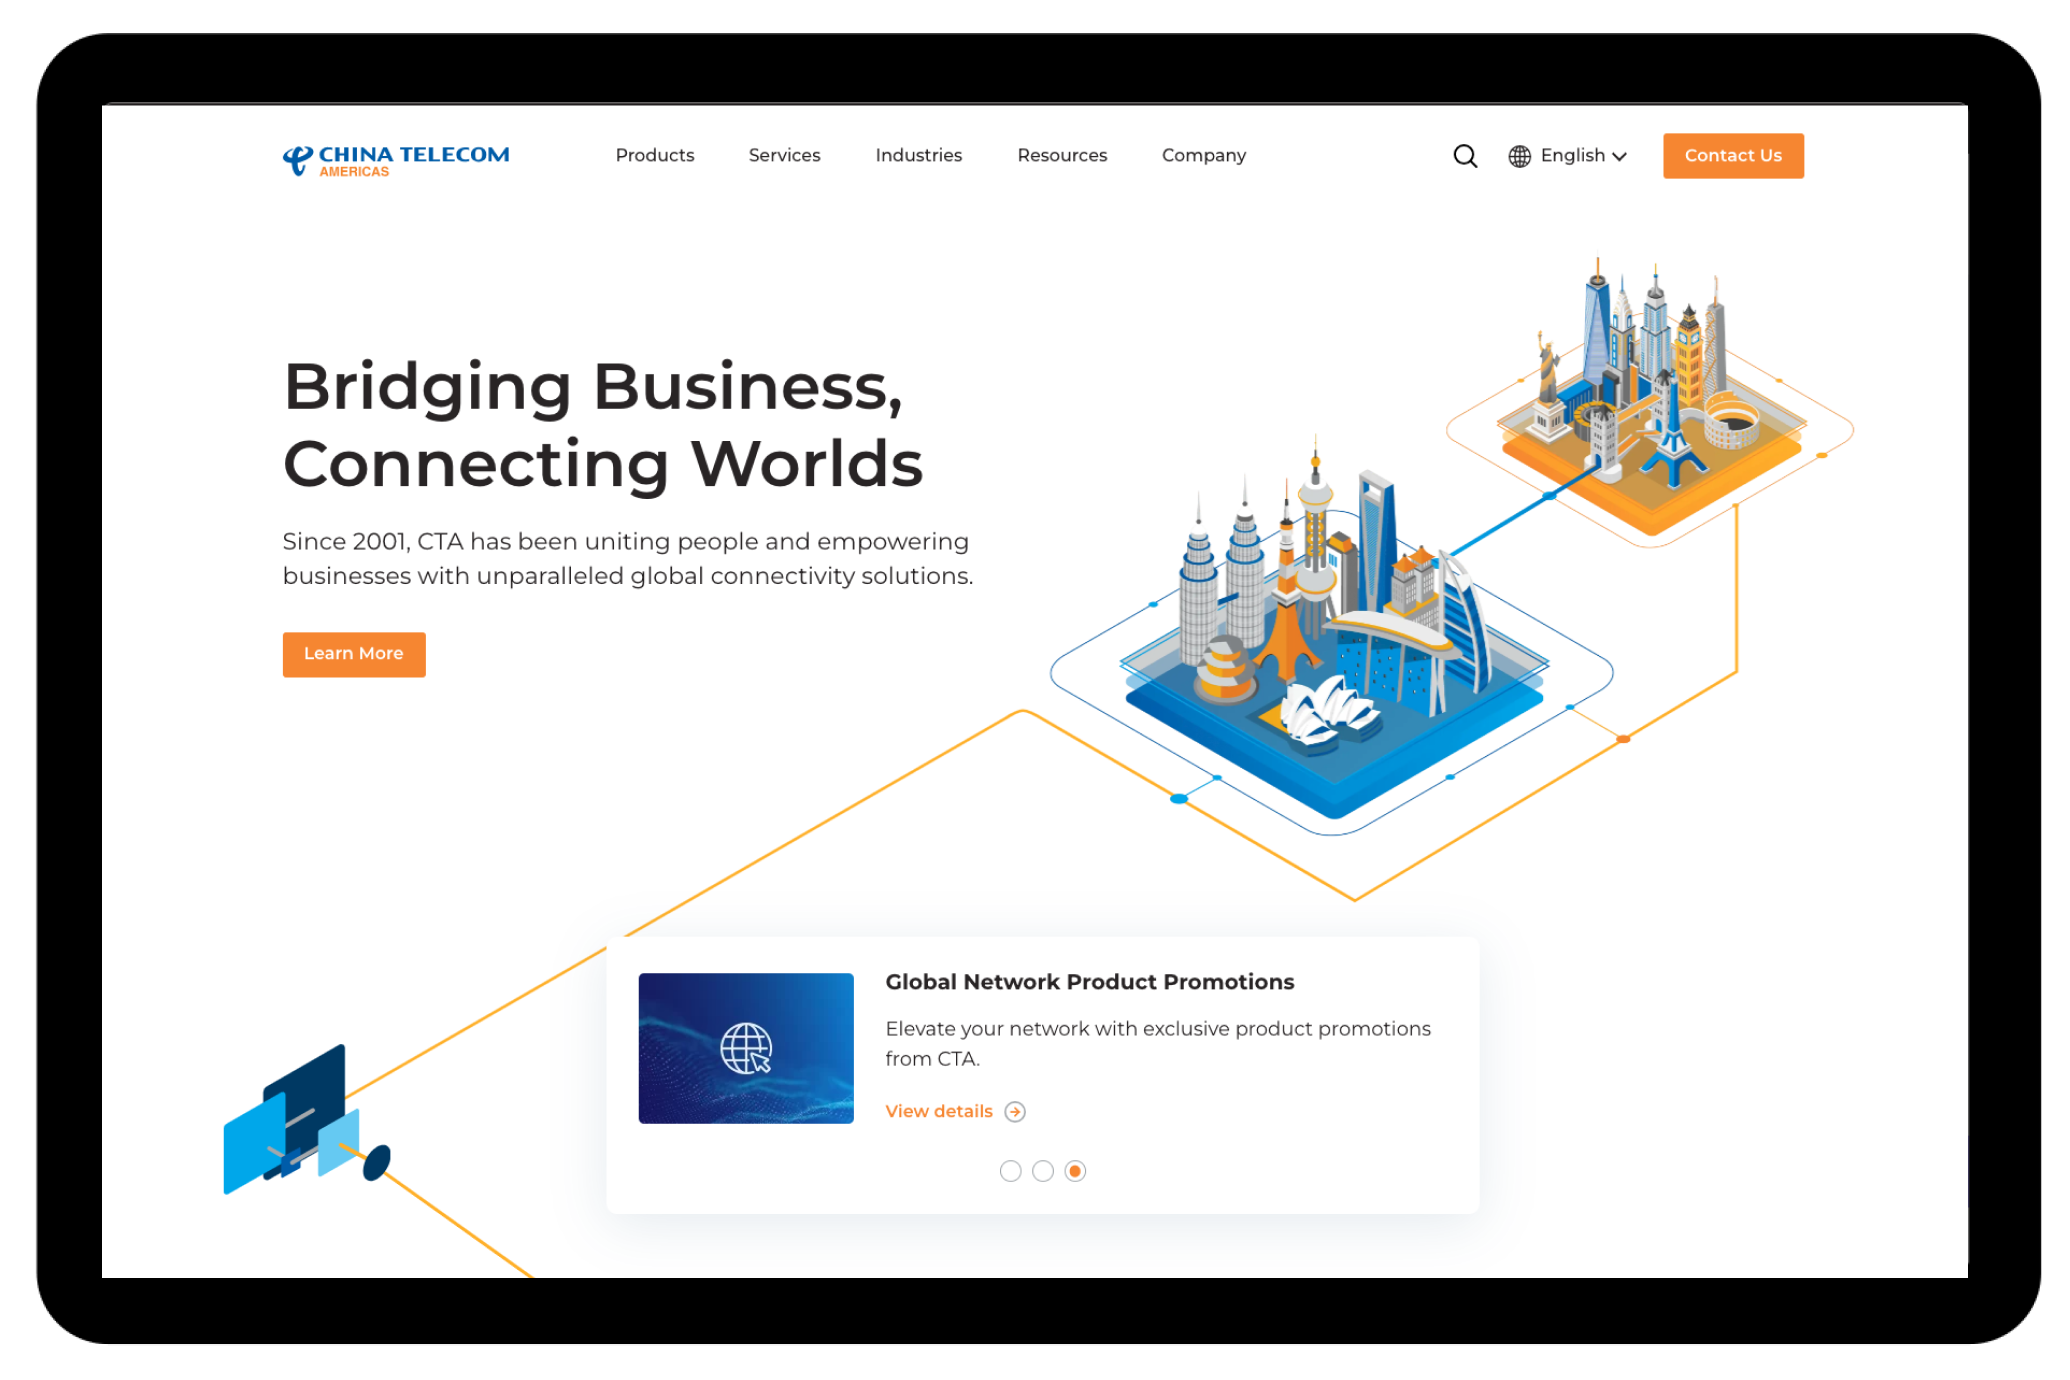 CHINA TELECOM
AMERICAS
Products
Services
Industries
Resources
Company
English
Contact Us
Bridging Business,
Connecting Worlds
Since 2001, CTA has been uniting people and empowering
businesses with unparalleled global connectivity solutions.
Learn More
Global Network Product Promotions
Elevate your network with exclusive product promotions
from CTA.
View details